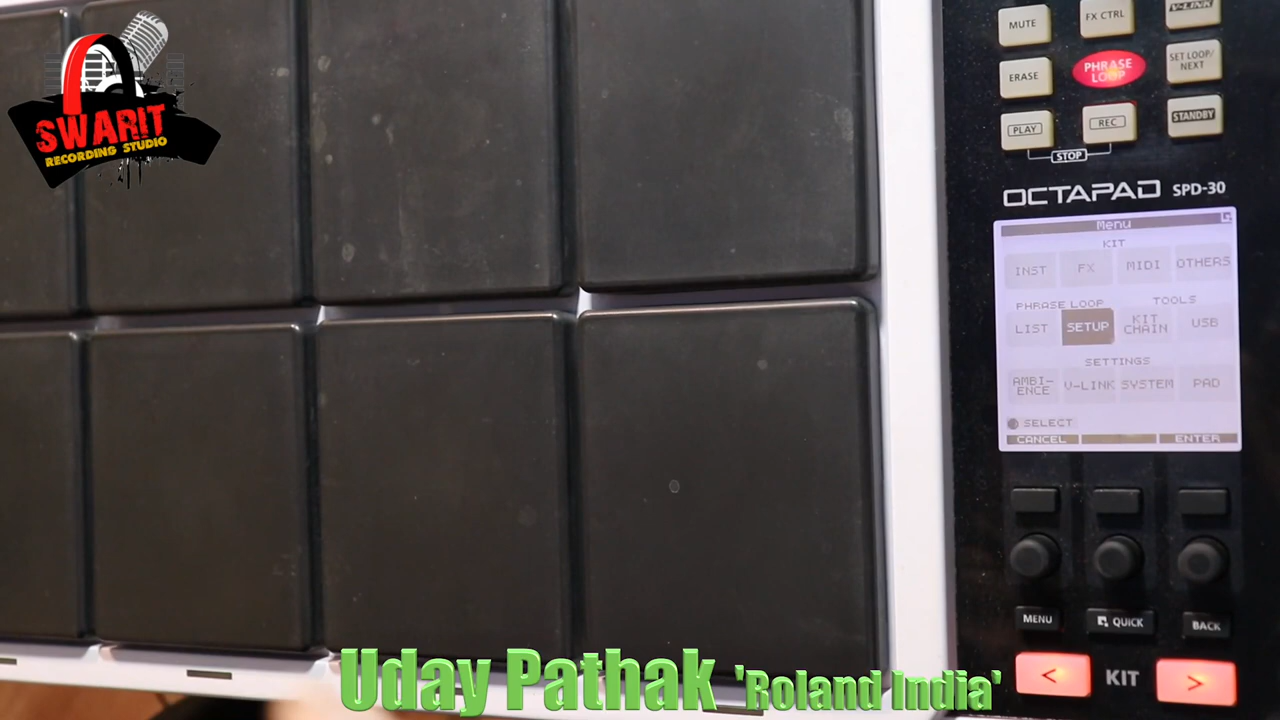 SWARIT
RECORDING STUDIO
MUTE
FX CTRL
V-LINK
ERASE
PHRASE LOOP
SET LOOP/NEXT
PLAY
REC
STANDBY
STOP
OCTAPAD SPD-30
Menu
KIT
INST FX MIDI OTHERS
PHRASE LOOP TOOLS
LIST SETUP KIT CHAIN USB
SETTINGS
AMBI-ENCE V-LINK SYSTEM PAD
SELECT
CANCEL ENTER
MENU QUICK BACK
< KIT >
Uday Pathak 'Roland India'